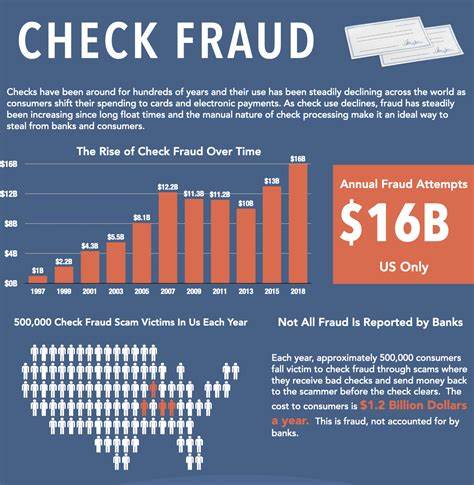 CHECK FRAUD
Checks have been around for hundreds of years and their use has been steadily declining across the world as
consumers shift their spending to cards and electronic payments. As check use declines, fraud has steadily
been increasing since long float times and the manual nature of check processing make it an ideal way to
steal from banks and consumers.
The Rise of Check Fraud Over Time
$16B
$12B
$8B
$4B
$0B
$1B
$2.2B
$4.3B
$5.5B
$8.1B
$12.2B
$11.3B
$11.2B
$10B
$13B
$16B
1997
1999
2001
2003
2005
2007
2009
2011
2013
2015
2018
Annual Fraud Attempts
$16B
US Only
500,000 Check Fraud Scam Victims In Us Each Year
Not All Fraud Is Reported by Banks
Each year, approximately 500,000 consumers
fall victim to check fraud through scams where
they receive bad checks and send money back
to the scammer before the check clears. The
cost to consumers is $1.2 Billion Dollars
a year. This is fraud, not accounted for by
banks.